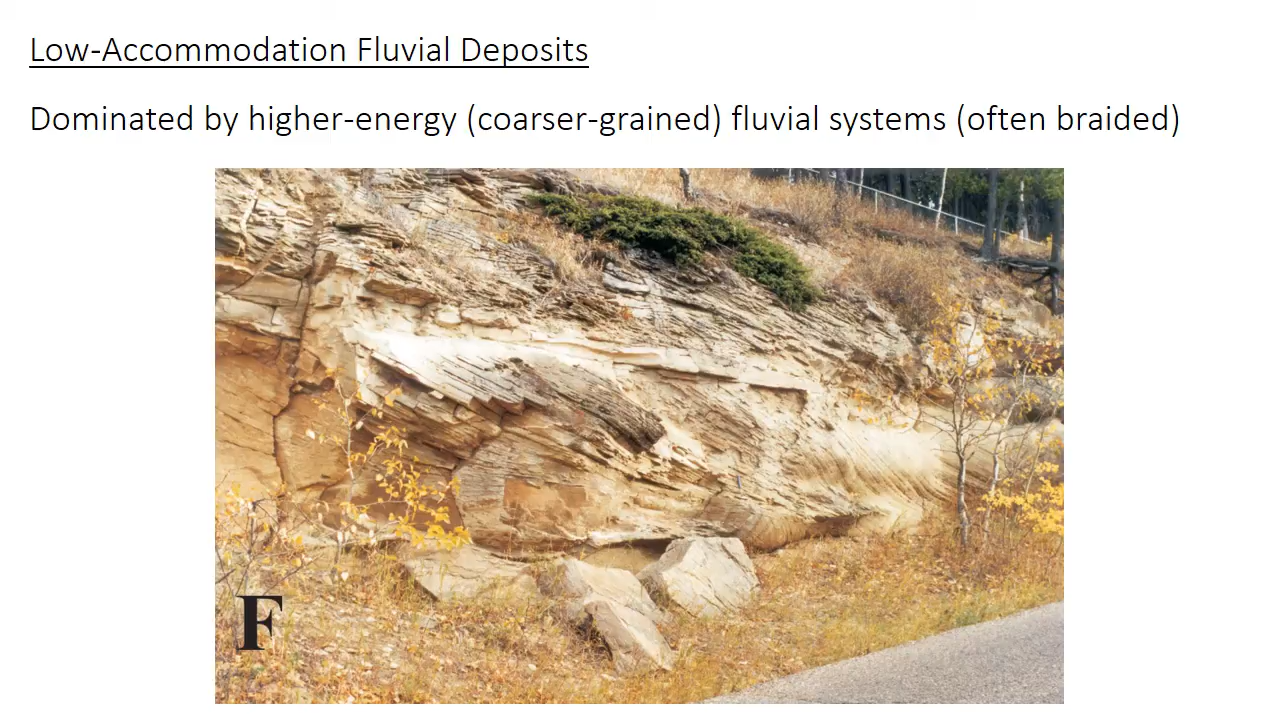 Low-Accommodation Fluvial Deposits
Dominated by higher-energy (coarser-grained) fluvial systems (often braided)
F